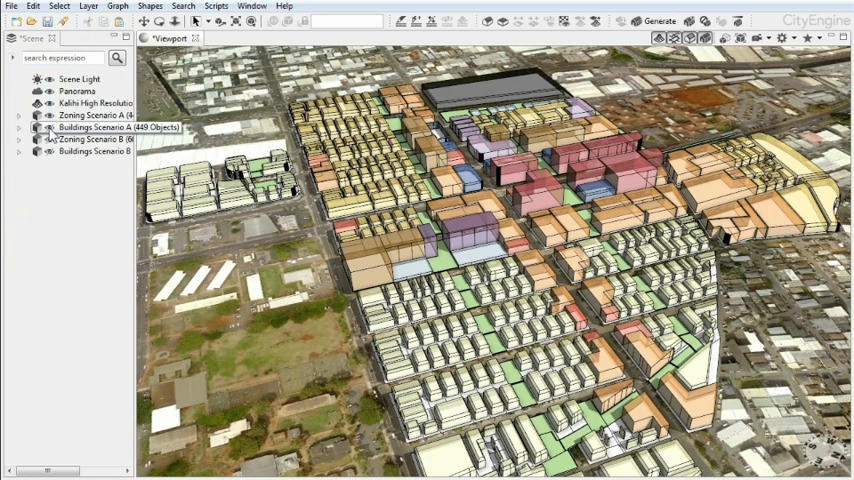 File Edit Select Layer Graph Shapes Search Scripts Window Help
Generate
CityEngine
*Scene
*Viewport
search expression
Scene Light
Panorama
Kalihi High Resolutio
Zoning Scenario A (4
Buildings Scenario A (449 Objects)
Zoning Scenario B (6
Buildings Scenario B